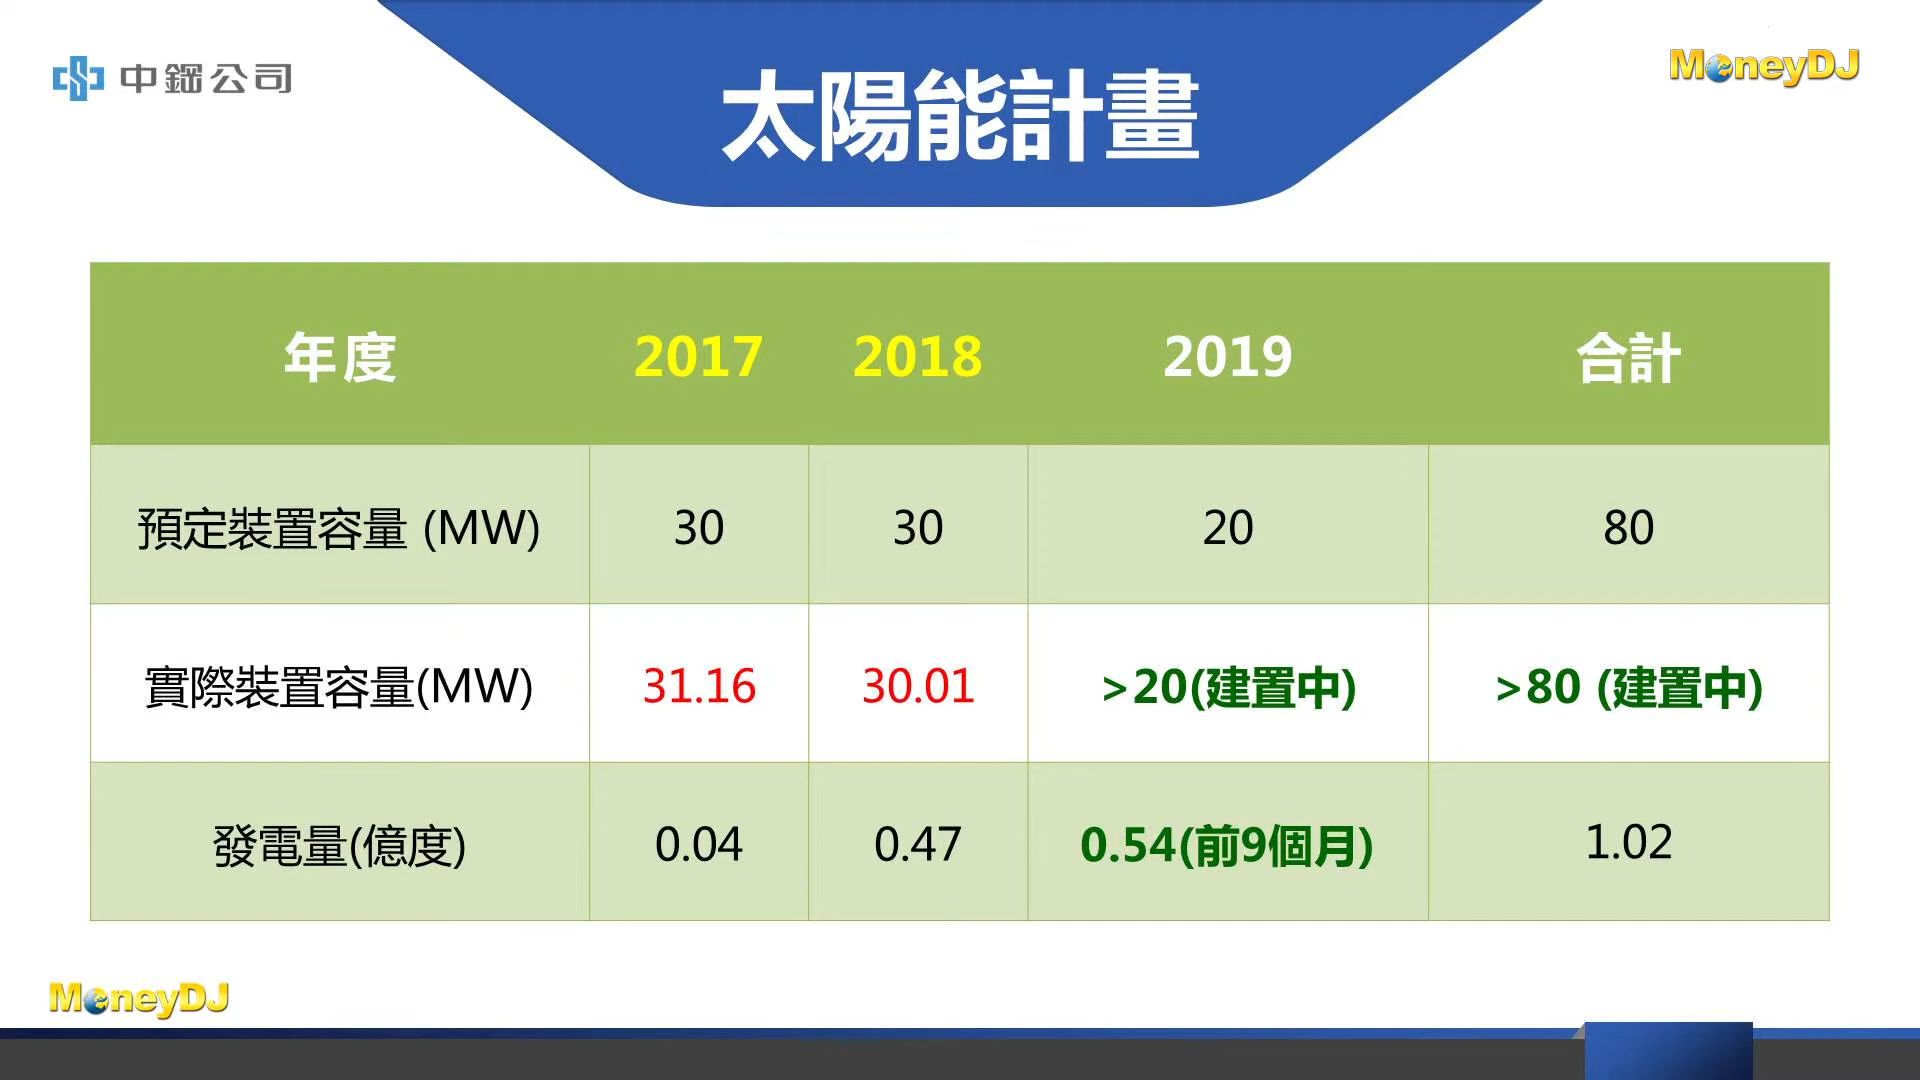 中鋼公司
MoneyDJ
太陽能計畫
年度 2017 2018 2019 合計
預定裝置容量 (MW) 30 30 20 80
實際裝置容量(MW) 31.16 30.01 >20(建置中) >80 (建置中)
發電量(億度) 0.04 0.47 0.54(前9個月) 1.02
MoneyDJ